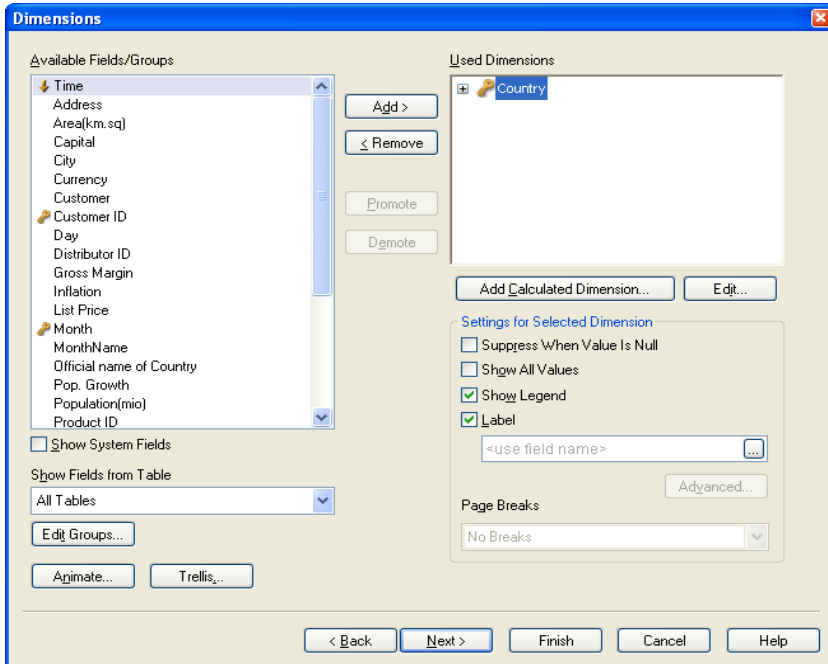 Dimensions
Available Fields/Groups
Time
Address
Area(km.sq)
Capital
City
Currency
Customer
Customer ID
Day
Distributor ID
Gross Margin
Inflation
List Price
Month
MonthName
Official name of Country
Pop. Growth
Population(mio)
Product ID
Show System Fields
Show Fields from Table
All Tables
Edit Groups...
Animate...
Trellis...
Add >
< Remove
Promote
Demote
Used Dimensions
Country
Add Calculated Dimension...
Edit...
Settings for Selected Dimension
Suppress When Value Is Null
Show All Values
Show Legend
Label
<use field name>
...
Advanced...
Page Breaks
No Breaks
< Back
Next >
Finish
Cancel
Help